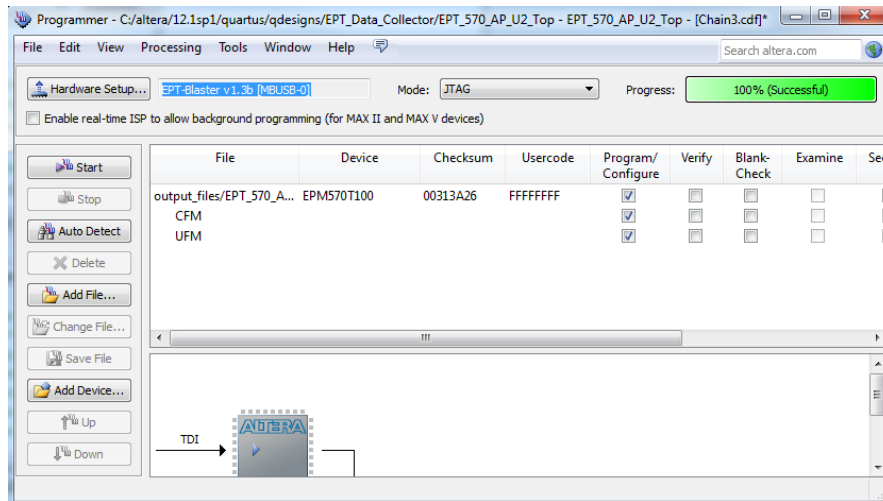 Programmer - C:/altera/12.1sp1/quartus/qdesigns/EPT_Data_Collector/EPT_570_AP_U2_Top - EPT_570_AP_U2_Top - [Chain3.cdf]*
File Edit View Processing Tools Window Help
Search altera.com
Hardware Setup... EPT-Blaster v1.3b [MBUSB-0] Mode: JTAG Progress: 100% (Successful)
Enable real-time ISP to allow background programming (for MAX II and MAX V devices)
Start
Stop
Auto Detect
Delete
Add File...
Change File...
Save File
Add Device...
Up
Down
File Device Checksum Usercode Program/ Verify Blank- Examine Sec
Configure Check
output_files/EPT_570_A... EPM570T100 00313A26 FFFFFFFF
CFM
UFM
ALTERA
TDI